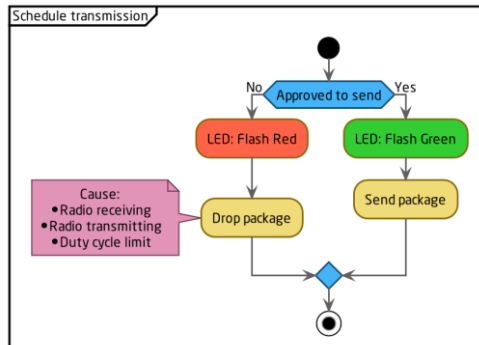 Schedule transmission
Approved to send
No
Yes
LED: Flash Red
LED: Flash Green
Cause:
•Radio receiving
•Radio transmitting
•Duty cycle limit
Drop package
Send package